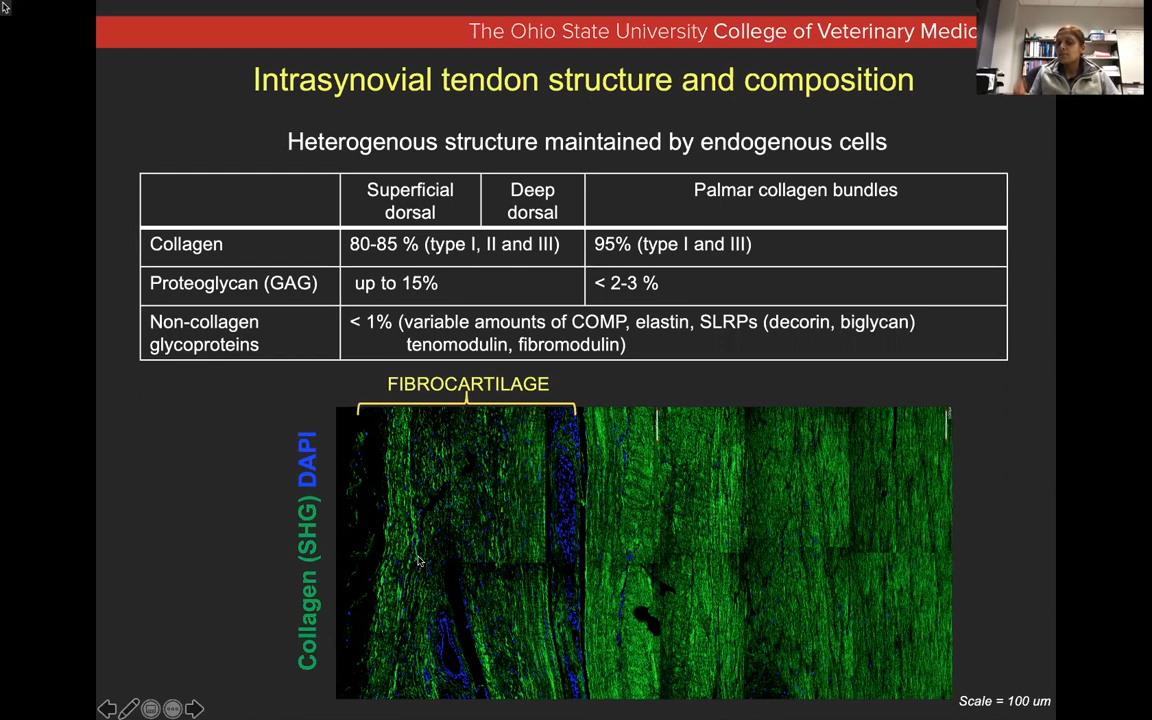 The Ohio State University College of Veterinary Medic
Intrasynovial tendon structure and composition
Heterogenous structure maintained by endogenous cells
Superficial dorsal
Deep dorsal
Palmar collagen bundles
Collagen
80-85 % (type I, II and III)
95% (type I and III)
Proteoglycan (GAG)
up to 15%
< 2-3 %
Non-collagen glycoproteins
< 1% (variable amounts of COMP, elastin, SLRPs (decorin, biglycan)
tenomodulin, fibromodulin)
FIBROCARTILAGE
Collagen (SHG) DAPI
Scale = 100 um